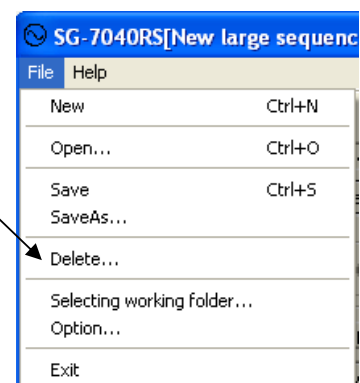 SG-7040RS[New large sequenc
File Help
New Ctrl+N
Open... Ctrl+O
Save Ctrl+S
SaveAs...
Delete...
Selecting working folder...
Option...
Exit